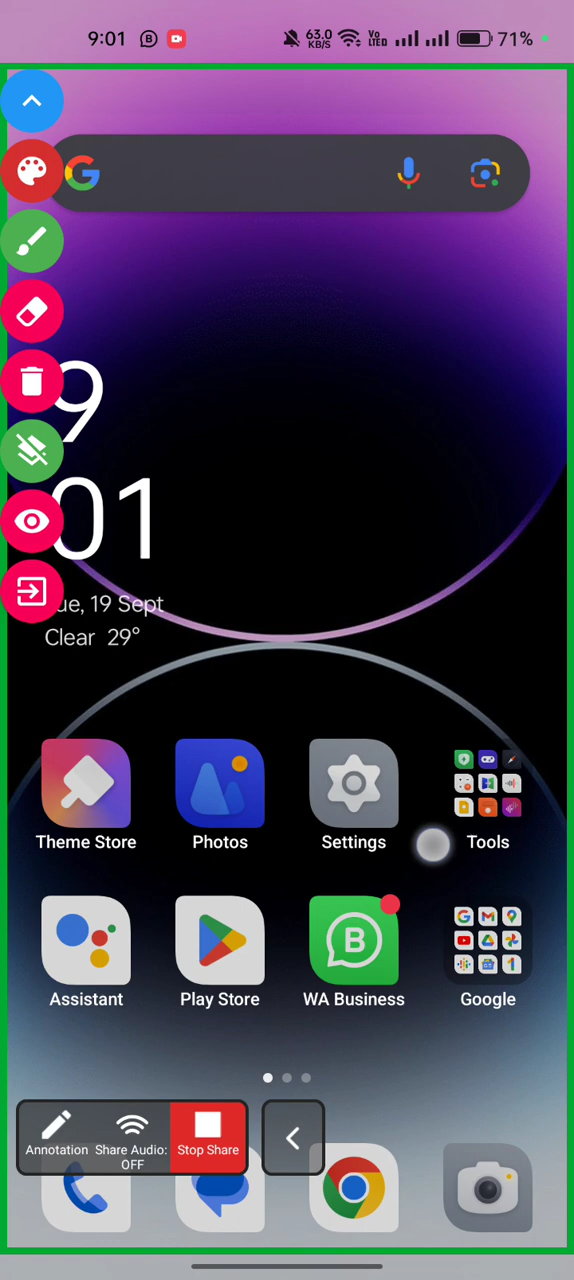 9:01
63.0
KB/S
Vo
LTED
71%
9
01
ue, 19 Sept
Clear 29°
Theme Store
Photos
Settings
Tools
Assistant
Play Store
WA Business
Google
Annotation
Share Audio:
OFF
Stop Share